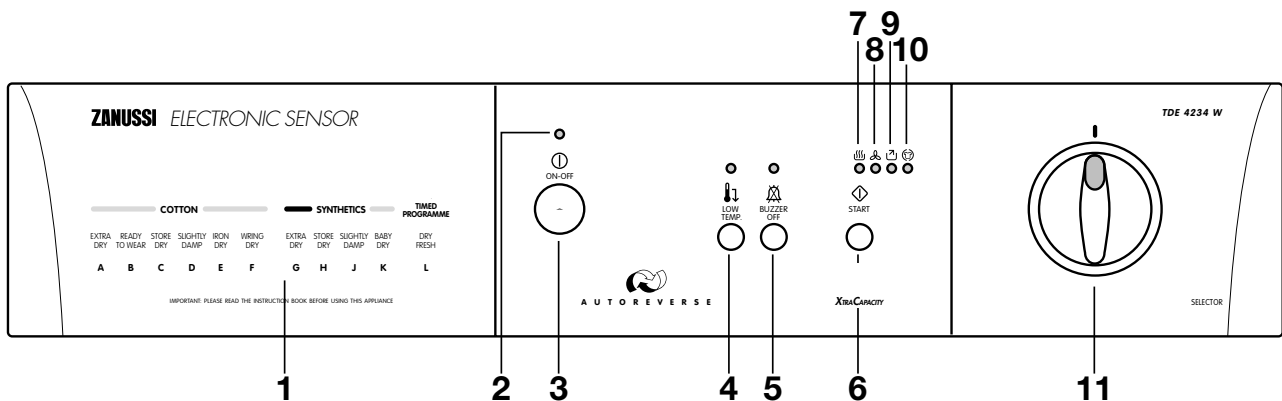 7 9
8 10
ZANUSSI ELECTRONIC SENSOR
TDE 4234 W
2
ON-OFF
COTTON SYNTHETICS TIMED PROGRAMME
EXTRA DRY READY TO WEAR STORE DRY SLIGHTLY DAMP IRON DRY WRING DRY EXTRA DRY STORE DRY SLIGHTLY DAMP BABY DRY DRY FRESH
A B C D E F G H J K L
LOW TEMP.
BUZZER OFF
START
IMPORTANT: PLEASE READ THE INSTRUCTION BOOK BEFORE USING THIS APPLIANCE
AUTOREVERSE
XTRACAPACITY
SELECTOR
1 2 3 4 5 6 11